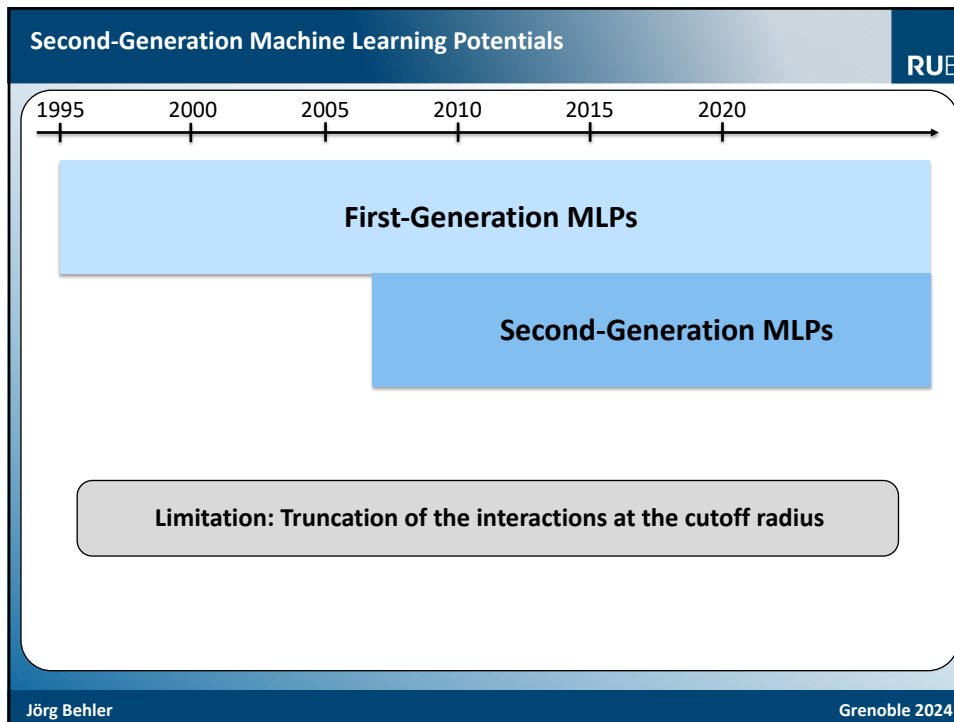 Second-Generation Machine Learning Potentials
RUB
1995 2000 2005 2010 2015 2020
First-Generation MLPs
Second-Generation MLPs
Limitation: Truncation of the interactions at the cutoff radius
Jörg Behler Grenoble 2024